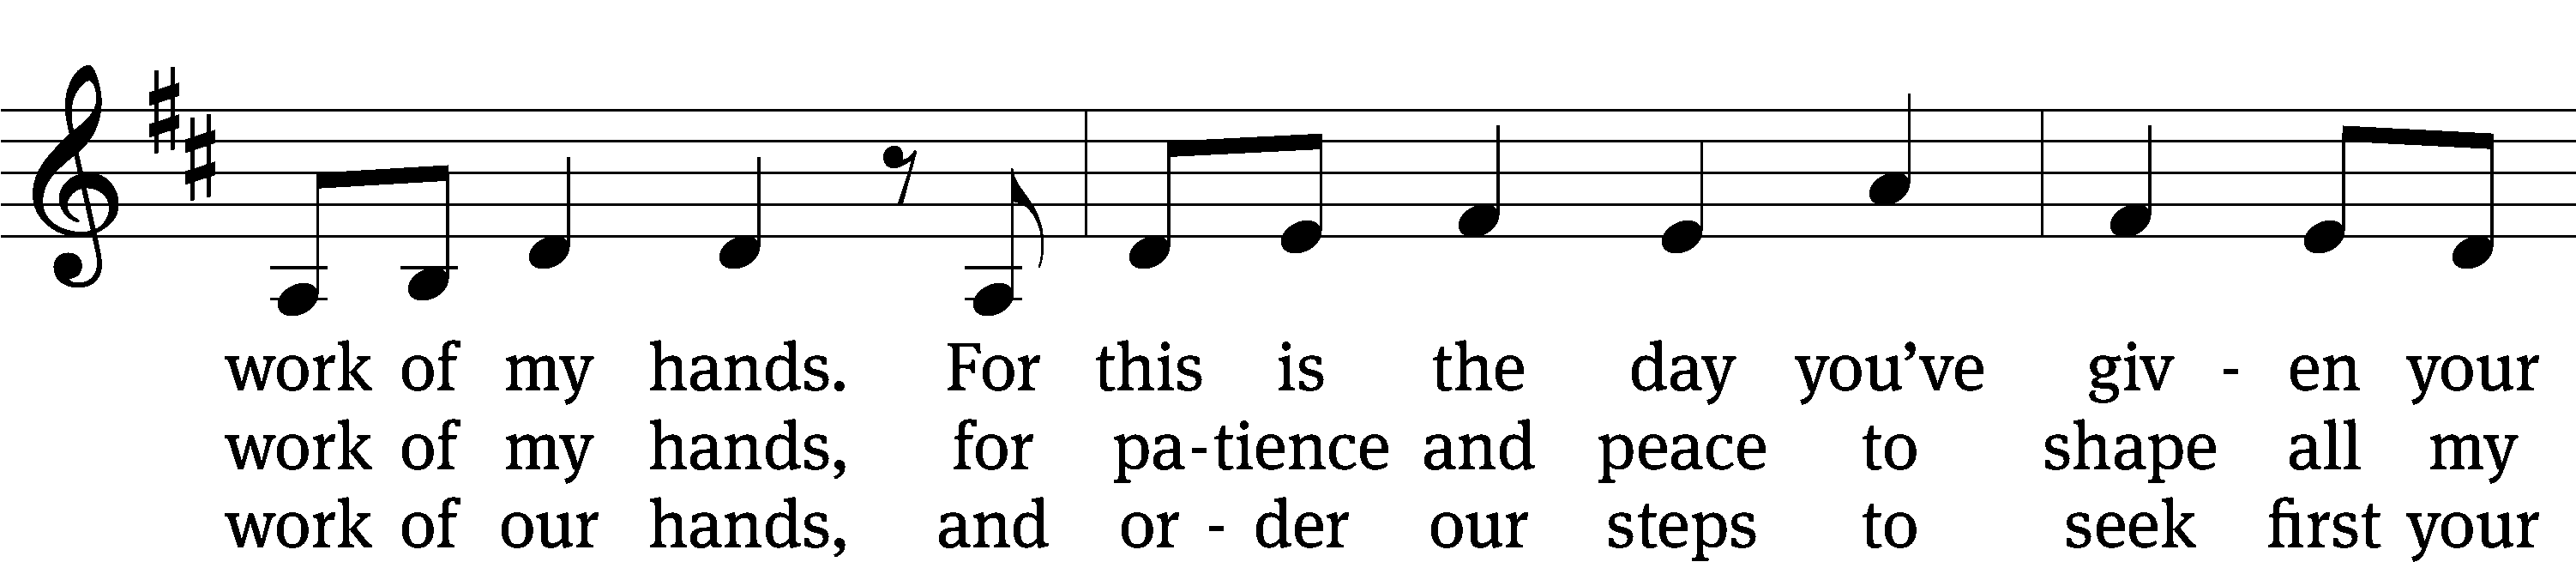 work of my hands. For this is the day you’ve giv - en your
work of my hands, for pa-tience and peace to shape all my
work of our hands, and or - der our steps to seek first your